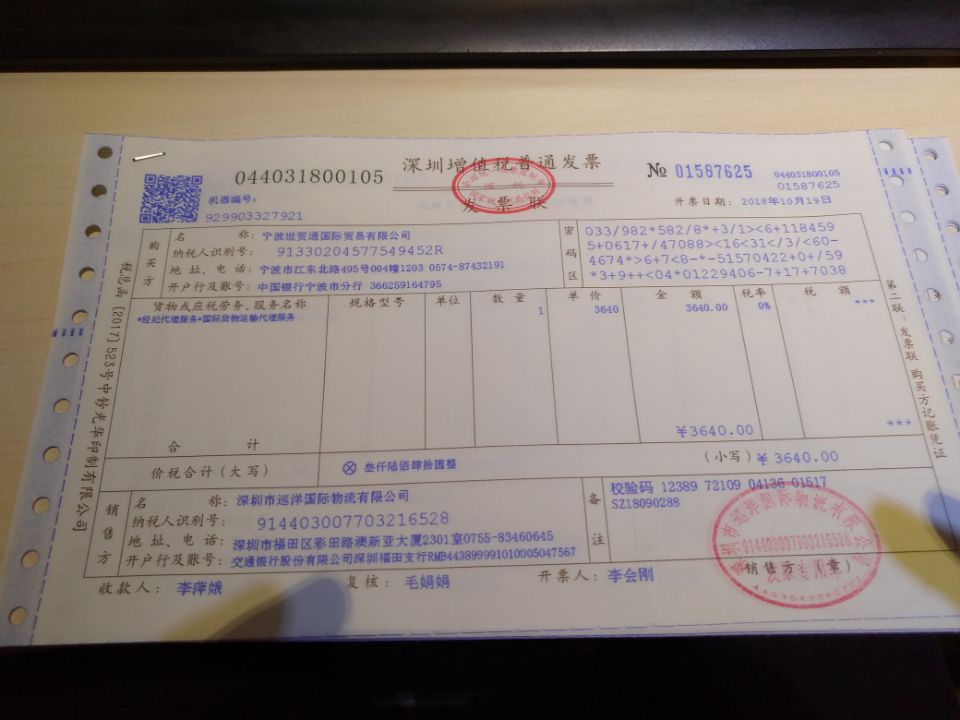 深圳增值税普通发票
发票联
044031800105
№ 01587625
044031800105
01587625
机器编号:
929903327921
开票日期: 2018年10月19日
购买方
名 称: 宁波世贸通国际贸易有限公司
纳税人识别号: 91330204577549452R
地 址、电 话: 宁波市江东北路495号004幢1203 0574-87432191
开户行及账号: 中国银行宁波市分行 366259164795
密码区
033/982*582/8*+3/1><6+118459
5+0617+/47088><16<31</3/<60-
4674*>6+7<8-*-51570422+0+/59
*3+9++<04*01229406-7+17+7038
货物或应税劳务、服务名称 规格型号 单位 数 量 单 价 金 额 税率 税 额
*经纪代理服务*国际货物运输代理服务 1 3640 3640.00 0% ***
合 计 ¥3640.00 ***
价税合计(大写) ⊗ 叁仟陆佰肆拾圆整 (小写) ¥ 3640.00
销售方
名 称: 深圳市巡洋国际物流有限公司
纳税人识别号: 914403007703216528
地 址、电 话: 深圳市福田区彩田路澳新亚大厦2301室0755-83460645
开户行及账号: 交通银行股份有限公司深圳福田支行RMB443899991010005047567
备注
校验码 12389 72109 04136 01517
SZ18090288
收款人: 李萍娥 复核: 毛娟娟 开票人: 李会刚 销售方:(章)
深圳市巡洋国际物流有限公司
914403007703216528
发票专用章
税总函〔2017〕523号中钞光华印制有限公司
第二联:发票联 购买方记账凭证